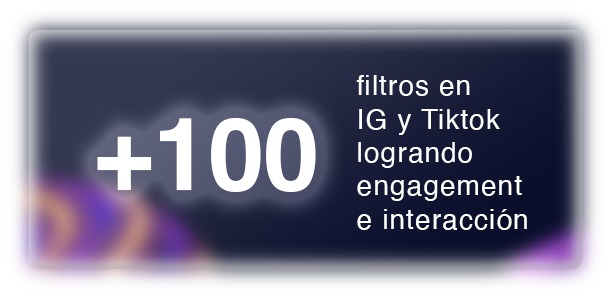 +100
filtros en
IG y Tiktok
logrando
engagement
e interacción